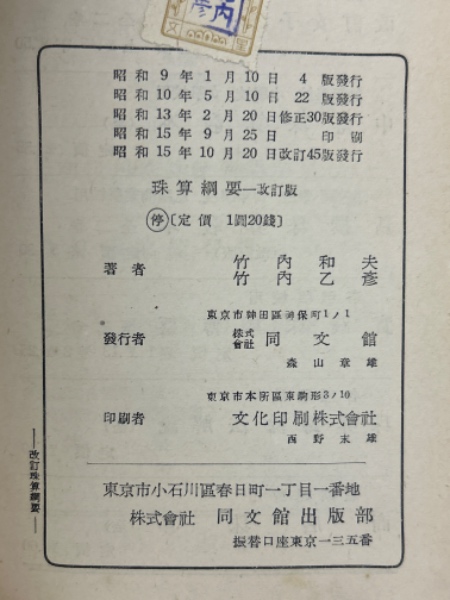 內
彥
文
昭和9年1月10日 4版發行
昭和10年5月10日 22版發行
昭和13年2月20日修正30版發行
昭和15年9月25日 印刷
昭和15年10月20日改訂45版發行
珠算綱要—改訂版
停〔定價 1圓20錢〕
著者 竹內和夫
竹內乙彥
東京市神田區神保町1ノ1
發行者 株式會社 同文館
森山章雄
東京市本所區東駒形3ノ10
印刷者 文化印刷株式會社
西野末雄
東京市小石川區春日町一丁目一番地
株式會社 同文館出版部
振替口座東京一三五番
——改訂珠算綱要——